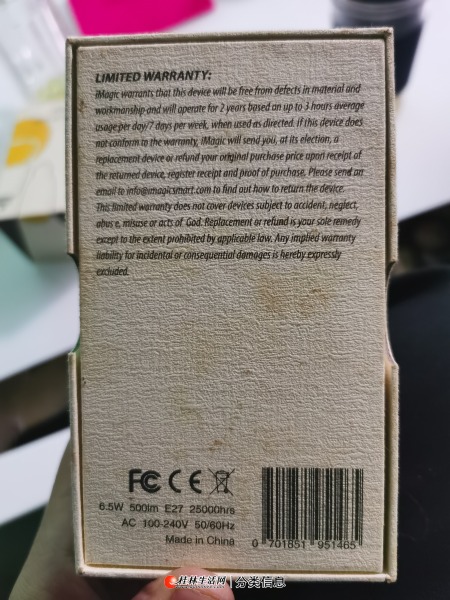 LIMITED WARRANTY:
iMagic warrants that this device will be free from defects in material and
workmanship and will operate for 2 years based on up to 3 hours average
usage per day/7 days per week, when used as directed. If this device does
not conform to the warranty, iMagic will send you, at its election, a
replacement device or refund your original purchase price upon receipt of
the returned device, register receipt and proof of purchase. Please send an
email to info@imagicsmart.com to find out how to return the device.
This limited warranty does not cover devices subject to accident, neglect,
abus e, misuse or acts of God. Replacement or refund is your sole remedy
except to the extent prohibited by applicable law. Any implied warranty
liability for incidental or consequential damages is hereby expressly
excluded.
FC CE
6.5W 500lm E27 25000hrs
AC 100-240V 50/60Hz
Made in China
0 701851 951465
桂林生活网 | 分类信息